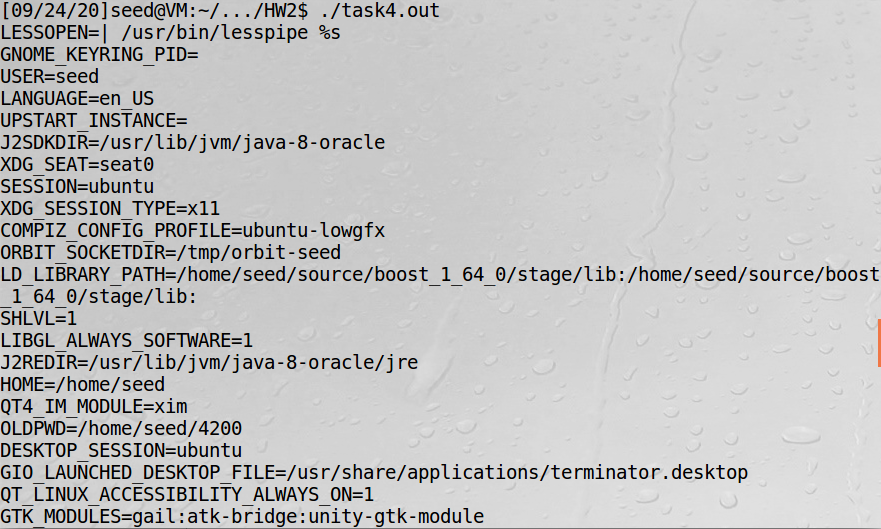 [09/24/20]seed@VM:~/.../HW2$ ./task4.out
LESSOPEN=| /usr/bin/lesspipe %s
GNOME_KEYRING_PID=
USER=seed
LANGUAGE=en_US
UPSTART_INSTANCE=
J2SDKDIR=/usr/lib/jvm/java-8-oracle
XDG_SEAT=seat0
SESSION=ubuntu
XDG_SESSION_TYPE=x11
COMPIZ_CONFIG_PROFILE=ubuntu-lowgfx
ORBIT_SOCKETDIR=/tmp/orbit-seed
LD_LIBRARY_PATH=/home/seed/source/boost_1_64_0/stage/lib:/home/seed/source/boost
_1_64_0/stage/lib:
SHLVL=1
LIBGL_ALWAYS_SOFTWARE=1
J2REDIR=/usr/lib/jvm/java-8-oracle/jre
HOME=/home/seed
QT4_IM_MODULE=xim
OLDPWD=/home/seed/4200
DESKTOP_SESSION=ubuntu
GIO_LAUNCHED_DESKTOP_FILE=/usr/share/applications/terminator.desktop
QT_LINUX_ACCESSIBILITY_ALWAYS_ON=1
GTK_MODULES=gail:atk-bridge:unity-gtk-module